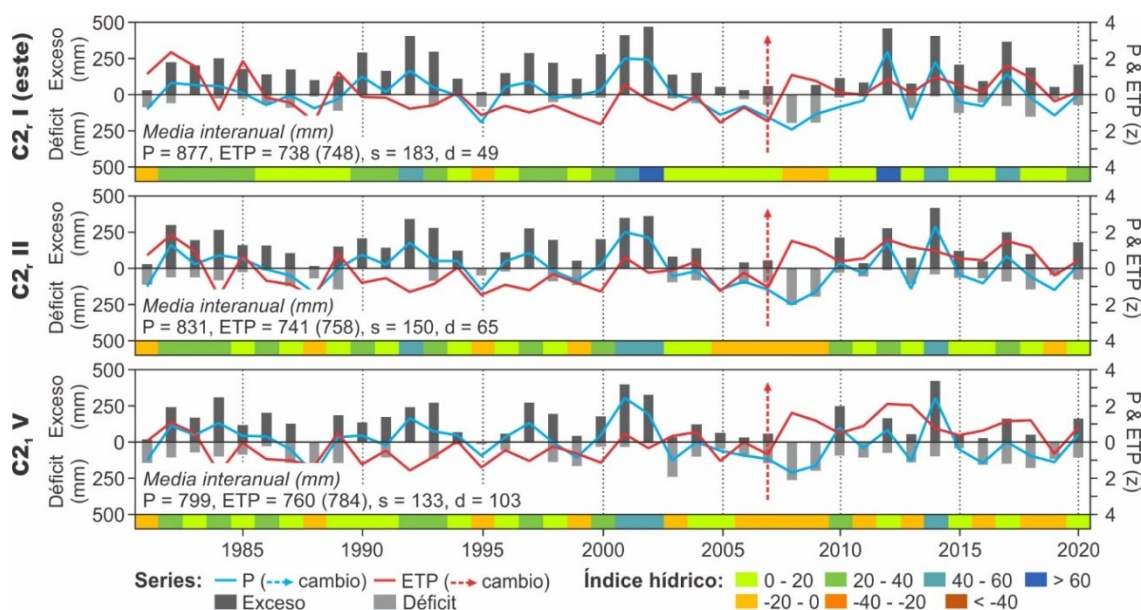 C2, I (este)
Déficit Exceso
(mm) (mm)
500
250
0
250
500
4
2
0
2
4
P & ETP (z)
Media interanual (mm)
P = 877, ETP = 738 (748), s = 183, d = 49
C2, II
Déficit Exceso
(mm) (mm)
500
250
0
250
500
4
2
0
2
4
P & ETP (z)
Media interanual (mm)
P = 831, ETP = 741 (758), s = 150, d = 65
C2, V
Déficit Exceso
(mm) (mm)
500
250
0
250
500
4
2
0
2
4
P & ETP (z)
Media interanual (mm)
P = 799, ETP = 760 (784), s = 133, d = 103
1985 1990 1995 2000 2005 2010 2015 2020
Series: P ( cambio) ETP ( cambio) Índice hídrico: 0 - 20 20 - 40 40 - 60 > 60
Exceso Déficit -20 - 0 -40 - -20 < -40